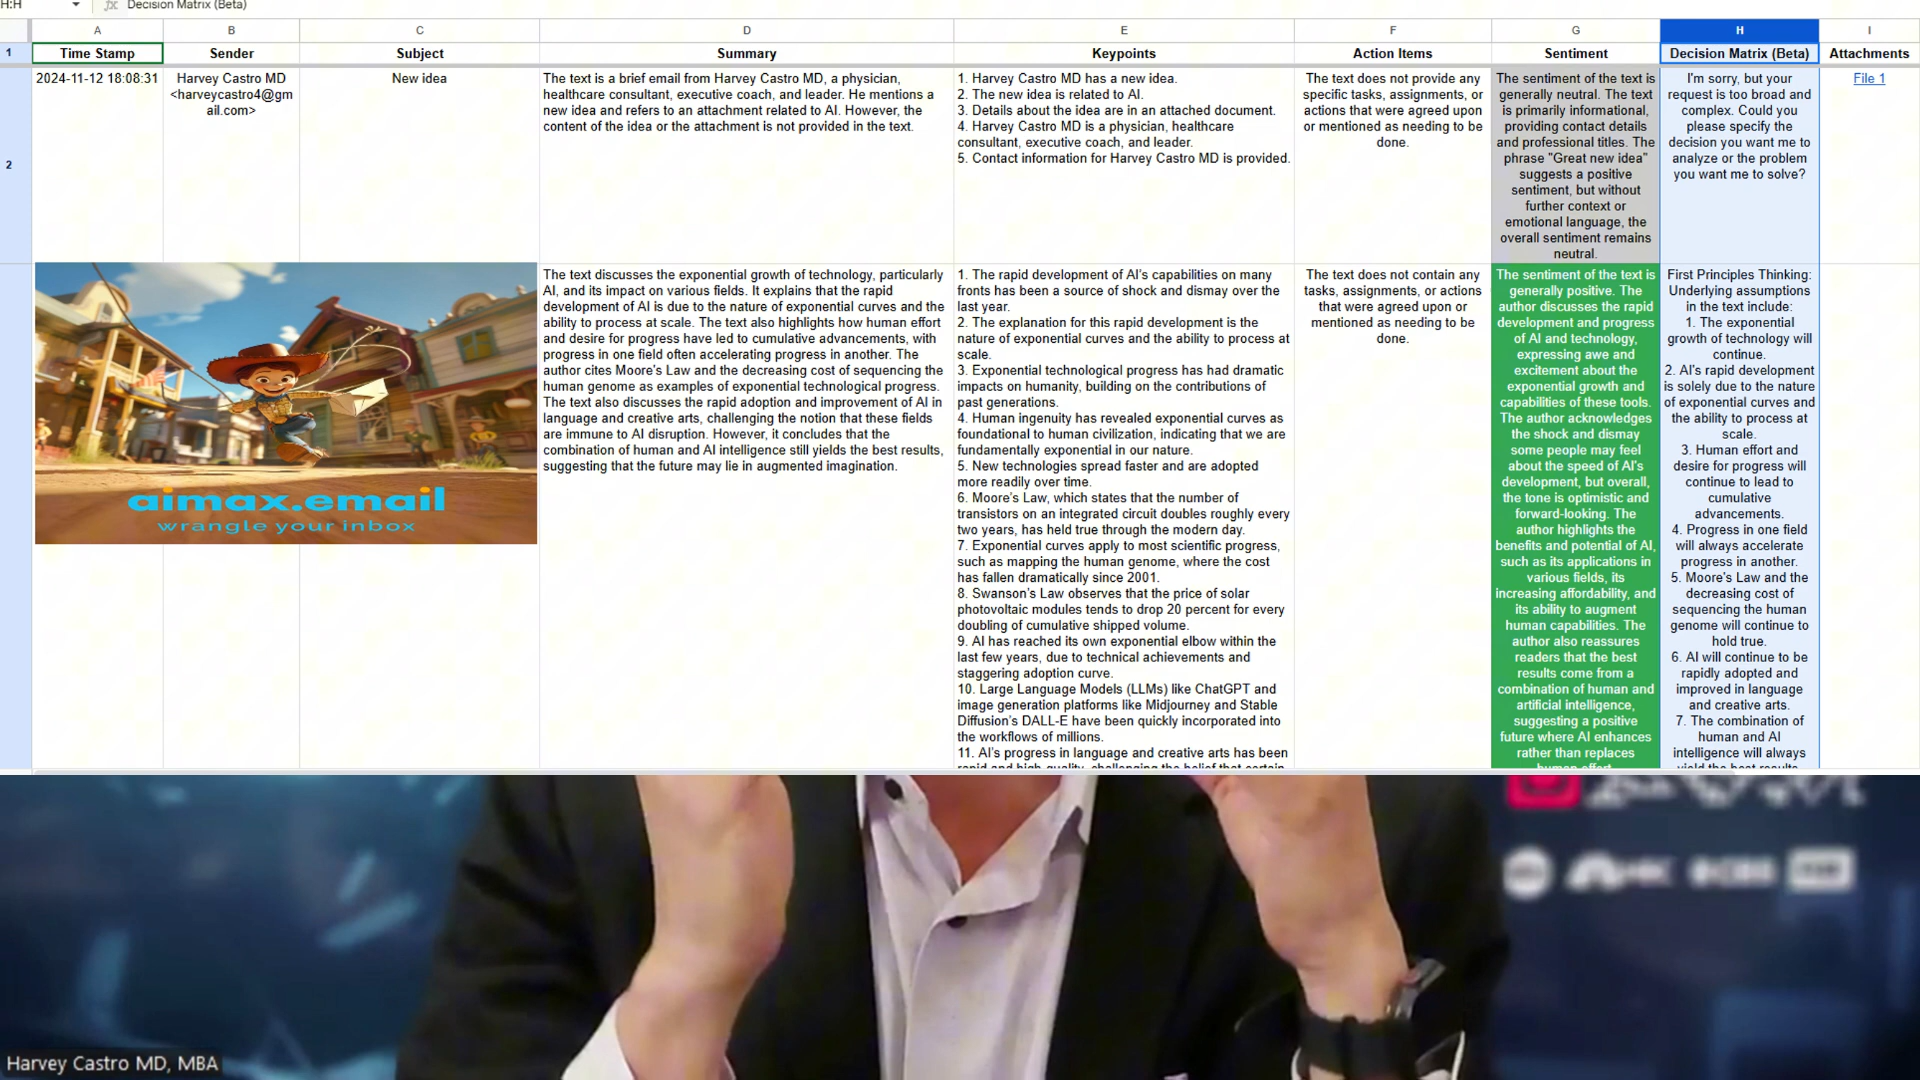 H:H
fx Decision Matrix (Beta)
A B C D E F G H I
1
Time Stamp
Sender
Subject
Summary
Keypoints
Action Items
Sentiment
Decision Matrix (Beta)
Attachments
2
2024-11-12 18:08:31
Harvey Castro MD
<harveycastro4@gm
ail.com>
New idea
The text is a brief email from Harvey Castro MD, a physician,
healthcare consultant, executive coach, and leader. He mentions a
new idea and refers to an attachment related to AI. However, the
content of the idea or the attachment is not provided in the text.
1. Harvey Castro MD has a new idea.
2. The new idea is related to AI.
3. Details about the idea are in an attached document.
4. Harvey Castro MD is a physician, healthcare
consultant, executive coach, and leader.
5. Contact information for Harvey Castro MD is provided.
The text does not provide any
specific tasks, assignments, or
actions that were agreed upon
or mentioned as needing to be
done.
The sentiment of the text is
generally neutral. The text
is primarily informational,
providing contact details
and professional titles. The
phrase "Great new idea"
suggests a positive
sentiment, but without
further context or
emotional language, the
overall sentiment remains
neutral.
I'm sorry, but your
request is too broad and
complex. Could you
please specify the
decision you want me to
analyze or the problem
you want me to solve?
File 1
aimax.email
wrangle your inbox
The text discusses the exponential growth of technology, particularly
AI, and its impact on various fields. It explains that the rapid
development of AI is due to the nature of exponential curves and the
ability to process at scale. The text also highlights how human effort
and desire for progress have led to cumulative advancements, with
progress in one field often accelerating progress in another. The
author cites Moore's Law and the decreasing cost of sequencing the
human genome as examples of exponential technological progress.
The text also discusses the rapid adoption and improvement of AI in
language and creative arts, challenging the notion that these fields
are immune to AI disruption. However, it concludes that the
combination of human and AI intelligence still yields the best results,
suggesting that the future may lie in augmented imagination.
1. The rapid development of AI's capabilities on many
fronts has been a source of shock and dismay over the
last year.
2. The explanation for this rapid development is the
nature of exponential curves and the ability to process at
scale.
3. Exponential technological progress has had dramatic
impacts on humanity, building on the contributions of
past generations.
4. Human ingenuity has revealed exponential curves as
foundational to human civilization, indicating that we are
fundamentally exponential in our nature.
5. New technologies spread faster and are adopted
more readily over time.
6. Moore's Law, which states that the number of
transistors on an integrated circuit doubles roughly every
two years, has held true through the modern day.
7. Exponential curves apply to most scientific progress,
such as mapping the human genome, where the cost
has fallen dramatically since 2001.
8. Swanson's Law observes that the price of solar
photovoltaic modules tends to drop 20 percent for every
doubling of cumulative shipped volume.
9. AI has reached its own exponential elbow within the
last few years, due to technical achievements and
staggering adoption curve.
10. Large Language Models (LLMs) like ChatGPT and
image generation platforms like Midjourney and Stable
Diffusion's DALL-E have been quickly incorporated into
the workflows of millions.
11. AI's progress in language and creative arts has been
rapid and high-quality, challenging the belief that certain
The text does not contain any
tasks, assignments, or actions
that were agreed upon or
mentioned as needing to be
done.
The sentiment of the text is
generally positive. The
author discusses the rapid
development and progress
of AI and technology,
expressing awe and
excitement about the
exponential growth and
capabilities of these tools.
The author acknowledges
the shock and dismay
some people may feel
about the speed of AI's
development, but overall,
the tone is optimistic and
forward-looking. The
author highlights the
benefits and potential of AI,
such as its applications in
various fields, its
increasing affordability, and
its ability to augment
human capabilities. The
author also reassures
readers that the best
results come from a
combination of human and
artificial intelligence,
suggesting a positive
future where AI enhances
rather than replaces
human effort.
First Principles Thinking:
Underlying assumptions
in the text include:
1. The exponential
growth of technology will
continue.
2. AI's rapid development
is solely due to the nature
of exponential curves and
the ability to process at
scale.
3. Human effort and
desire for progress will
continue to lead to
cumulative
advancements.
4. Progress in one field
will always accelerate
progress in another.
5. Moore's Law and the
decreasing cost of
sequencing the human
genome will continue to
hold true.
6. AI will continue to be
rapidly adopted and
improved in language
and creative arts.
7. The combination of
human and AI
intelligence will always
yield the best results.
Harvey Castro MD, MBA